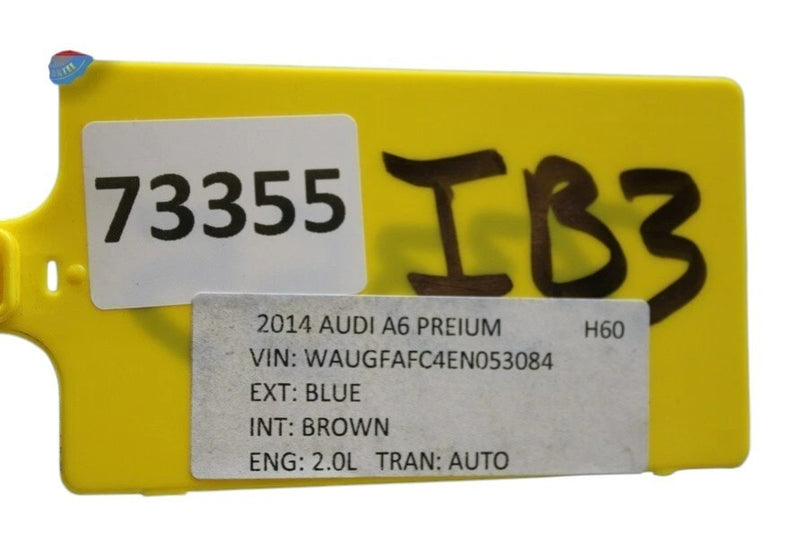 73355
IB3
2014 AUDI A6 PREIUM H60
VIN: WAUGFAFC4EN053084
EXT: BLUE
INT: BROWN
ENG: 2.0L TRAN: AUTO